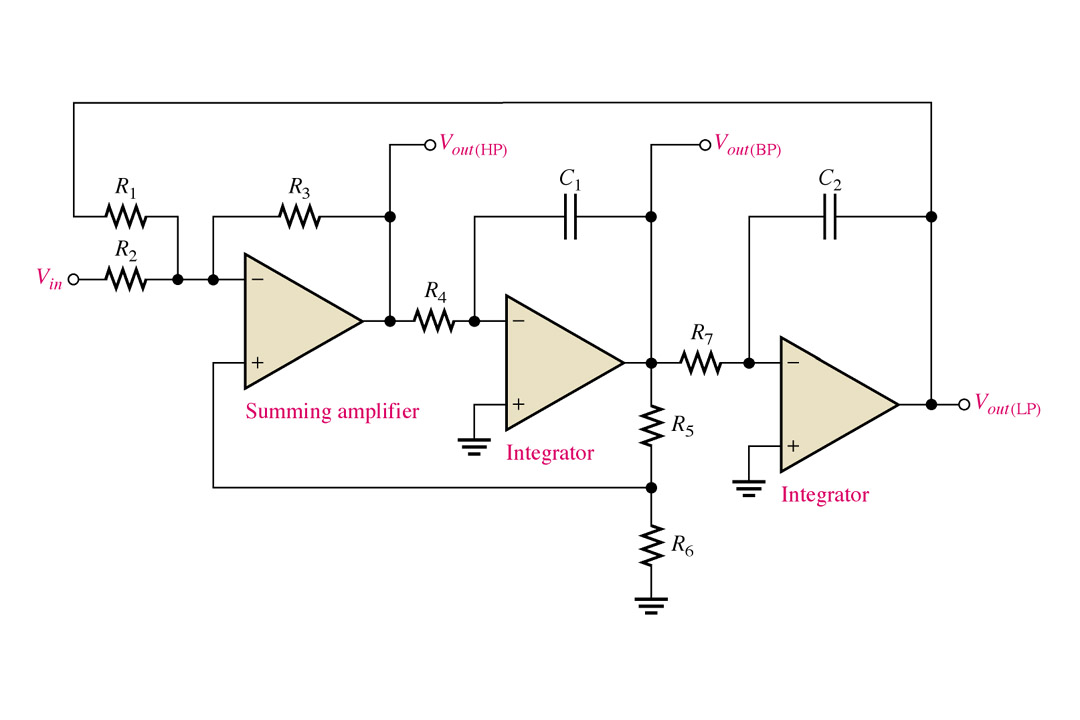 Vout(HP)
Vout(BP)
R1
R3
C1
C2
R2
Vin
−
R4
−
R7
+
−
Summing amplifier
+
R5
Vout(LP)
Integrator
+
Integrator
R6